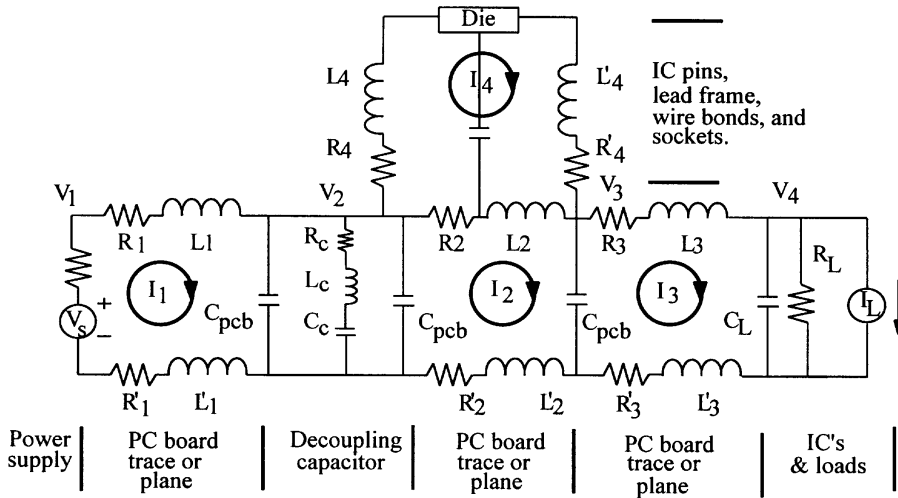 Die
L4
I4
L'4
R4
R'4
IC pins,
lead frame,
wire bonds, and
sockets.
V1
V2
V3
V4
R1
L1
Rc
Lc
Cc
R2
L2
R3
L3
RL
I1
I2
I3
IL
Vs
+
−
Cpcb
Cpcb
Cpcb
CL
R'1
L'1
R'2
L'2
R'3
L'3
Power
supply
PC board
trace or
plane
Decoupling
capacitor
PC board
trace or
plane
PC board
trace or
plane
IC's
& loads